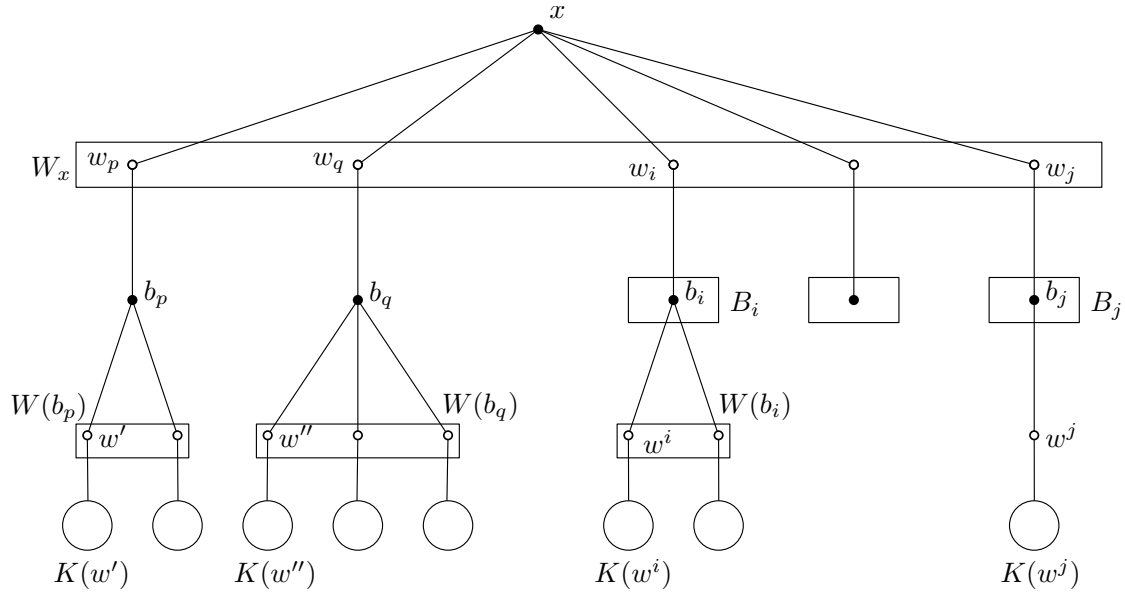 x
W_x w_p w_q w_i w_j
b_p b_q b_i B_i b_j B_j
W(b_p) W(b_q) W(b_i)
w' w'' w^i w^j
K(w') K(w'') K(w^i) K(w^j)